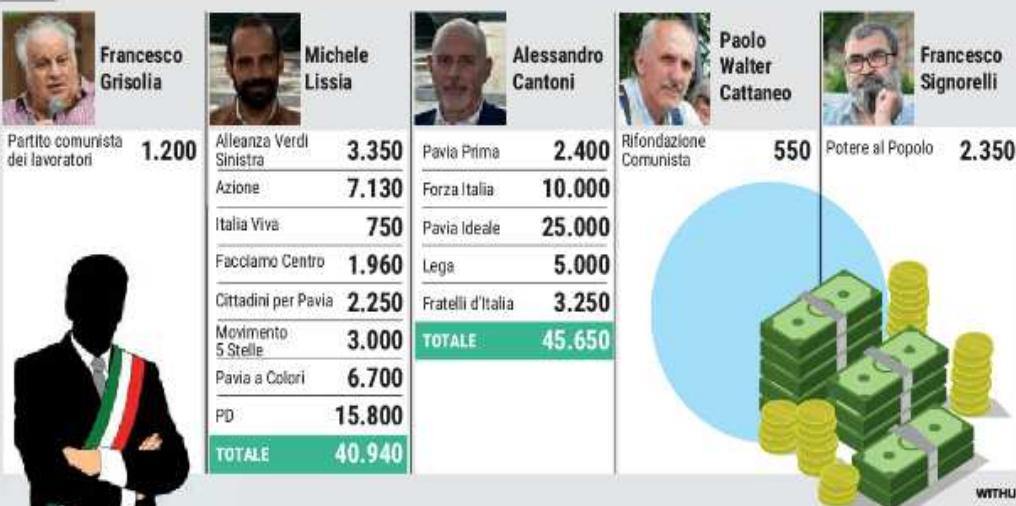 Francesco
Grisolia
Partito comunista
dei lavoratori 1.200
Michele
Lissia
Alleanza Verdi
Sinistra 3.350
Azione 7.130
Italia Viva 750
Facciamo Centro 1.960
Cittadini per Pavia 2.250
Movimento
5 Stelle 3.000
Pavia a Colori 6.700
PD 15.800
TOTALE 40.940
Alessandro
Cantoni
Pavia Prima 2.400
Forza Italia 10.000
Pavia Ideale 25.000
Lega 5.000
Fratelli d'Italia 3.250
TOTALE 45.650
Paolo
Walter
Cattaneo
Rifondazione
Comunista 550
Francesco
Signorelli
Potere al Popolo 2.350
WITHU